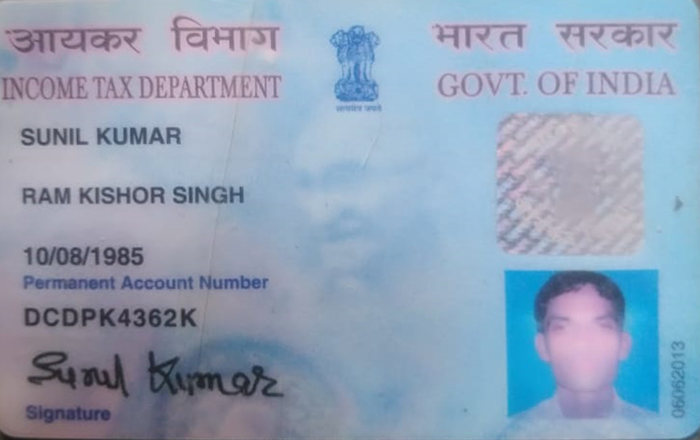 आयकर विभाग
INCOME TAX DEPARTMENT
भारत सरकार
GOVT. OF INDIA
सत्यमेव जयते
SUNIL KUMAR
RAM KISHOR SINGH
10/08/1985
Permanent Account Number
DCDPK4362K
Sunil Kumar
Signature
06062013